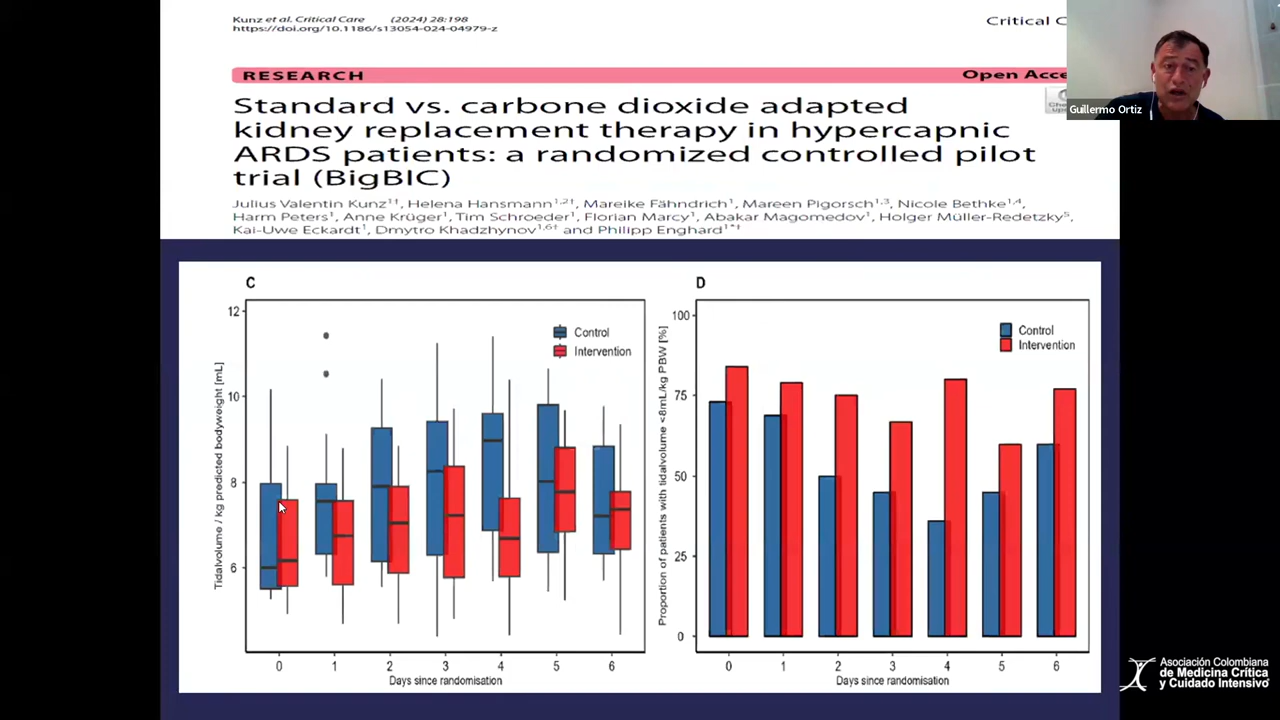 Kunz et al. Critical Care (2024) 28:198
https://doi.org/10.1186/s13054-024-04979-z
Critical C
RESEARCH
Open Acce
Guillermo Ortiz
Standard vs. carbone dioxide adapted
kidney replacement therapy in hypercapnic
ARDS patients: a randomized controlled pilot
trial (BigBIC)
Julius Valentin Kunz1†, Helena Hansmann1,2†, Mareike Fähndrich1, Mareen Pigorsch1,3, Nicole Bethke1,4,
Harm Peters1, Anne Krüger1, Tim Schroeder1, Florian Marcy1, Abakar Magomedov1, Holger Müller-Redetzky5,
Kai-Uwe Eckardt1, Dmytro Khadzhynov1,6† and Philipp Enghard1*†
C
Tidalvolume / kg predicted bodyweight [mL]
12
10
8
6
Control
Intervention
0 1 2 3 4 5 6
Days since randomisation
D
Proportion of patients with tidalvolume <8mL/kg PBW [%]
100
75
50
25
0
Control
Intervention
0 1 2 3 4 5 6
Days since randomisation
Asociación Colombiana
de Medicina Crítica
y Cuidado Intensivo